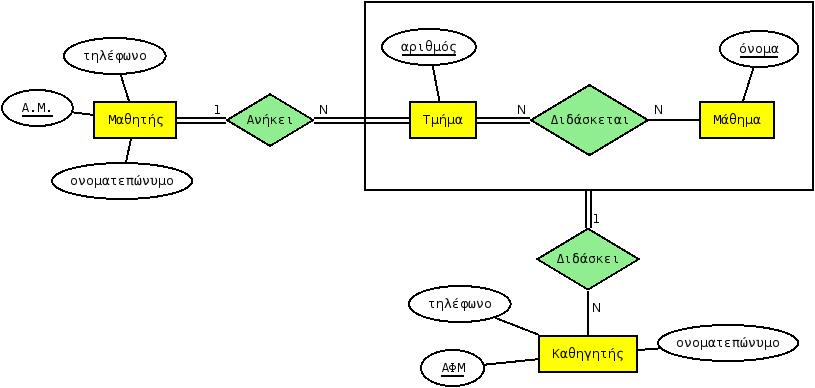 τηλέφωνο
αριθμός
όνομα
Α.Μ.
Μαθητής
1
Ανήκει
N
Τμήμα
N
Διδάσκεται
N
Μάθημα
ονοματεπώνυμο
1
Διδάσκει
τηλέφωνο
N
ονοματεπώνυμο
Καθηγητής
ΑΦΜ